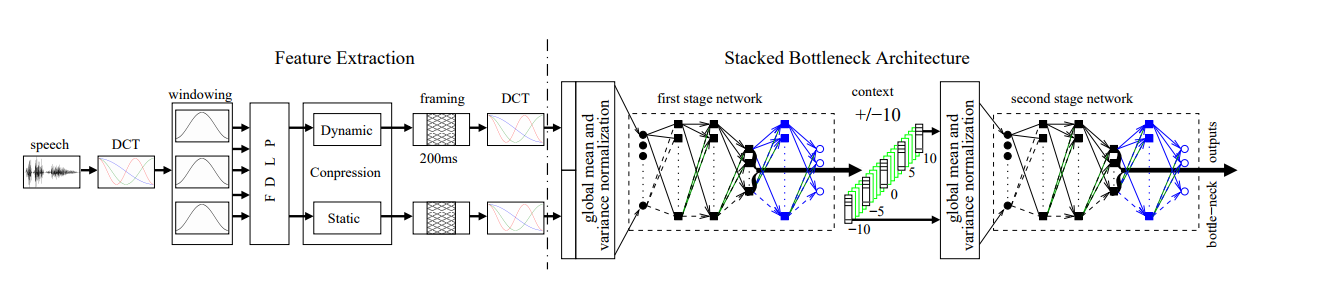 Feature Extraction
Stacked Bottleneck Architecture
speech
DCT
windowing
F D L P
Dynamic
Conpression
Static
framing
200ms
DCT
global mean and
variance normalization
first stage network
context
+/−10
10
5
0
−5
−10
global mean and
variance normalization
second stage network
bottle−neck outputs